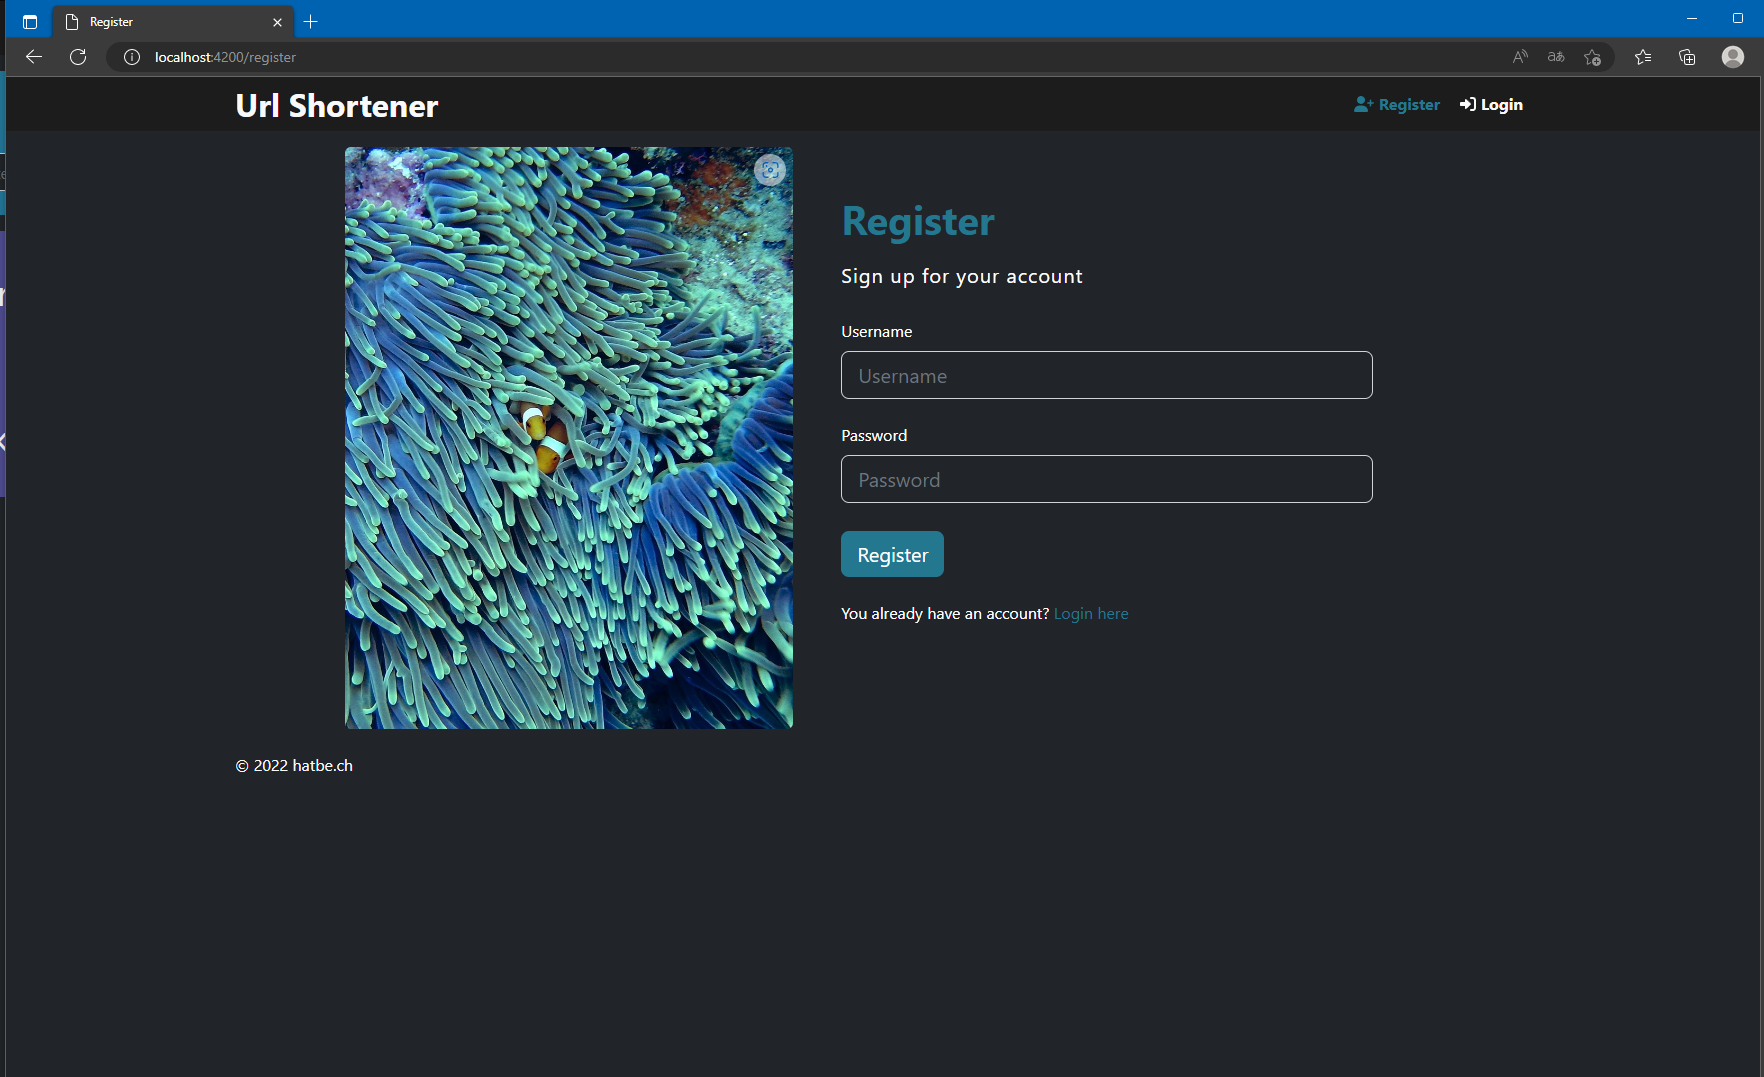 Register
localhost:4200/register
Url Shortener
Register
Login
Register
Sign up for your account
Username
Username
Password
Password
Register
You already have an account? Login here
© 2022 hatbe.ch